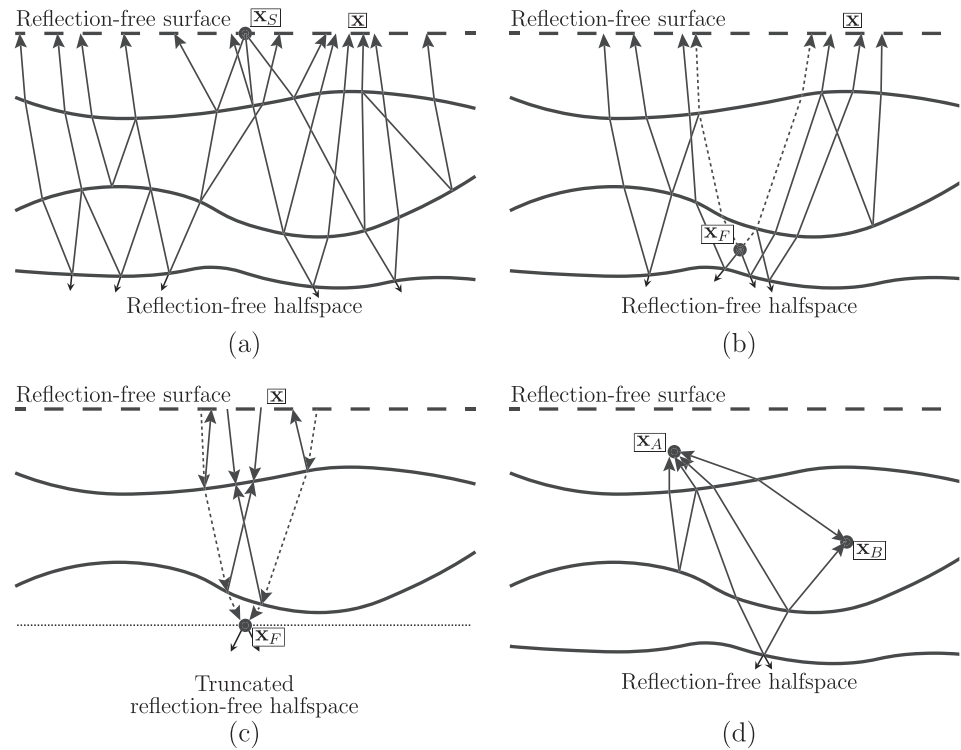 Reflection-free surface x_S x
Reflection-free halfspace
(a)
Reflection-free surface x
x_F
Reflection-free halfspace
(b)
Reflection-free surface x
x_F
Truncated
reflection-free halfspace
(c)
Reflection-free surface
x_A
x_B
Reflection-free halfspace
(d)